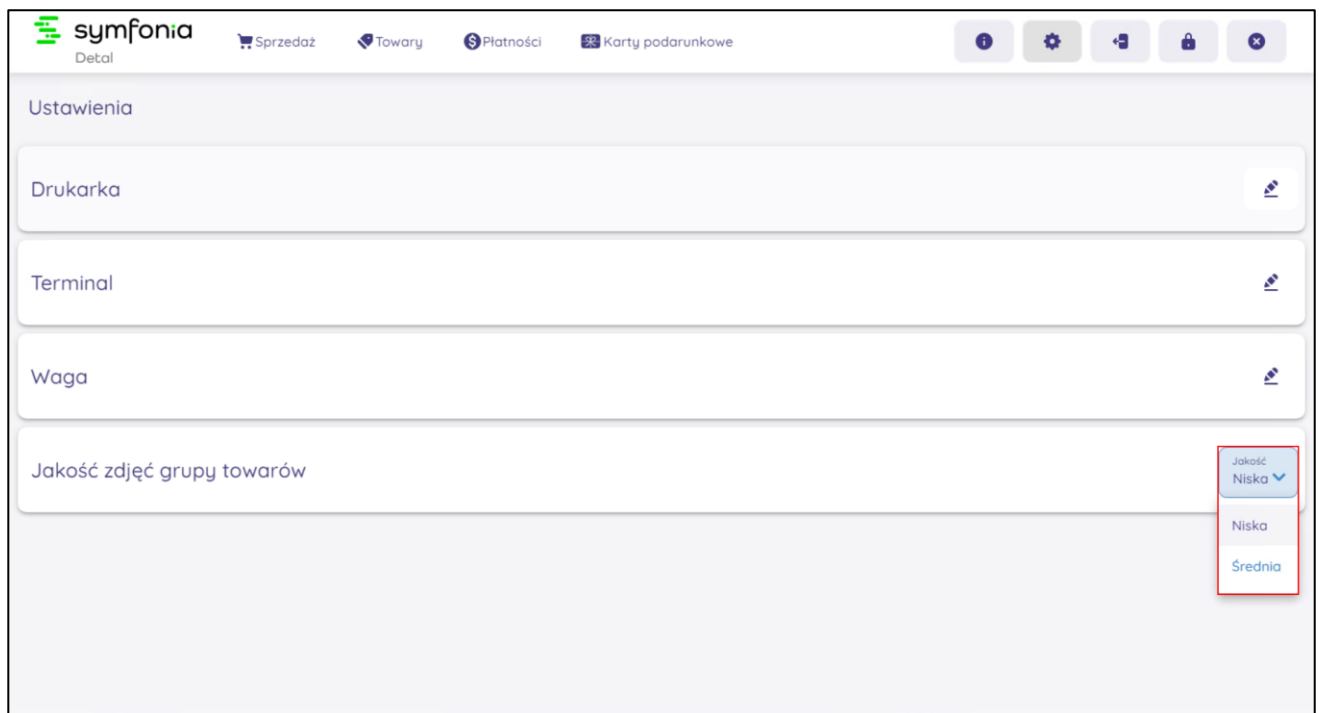 symfonia
Detal
Sprzedaż
Towary
Płatności
Karty podarunkowe
Ustawienia
Drukarka
Terminal
Waga
Jakość zdjęć grupy towarów
Jakość
Niska
Niska
Średnia